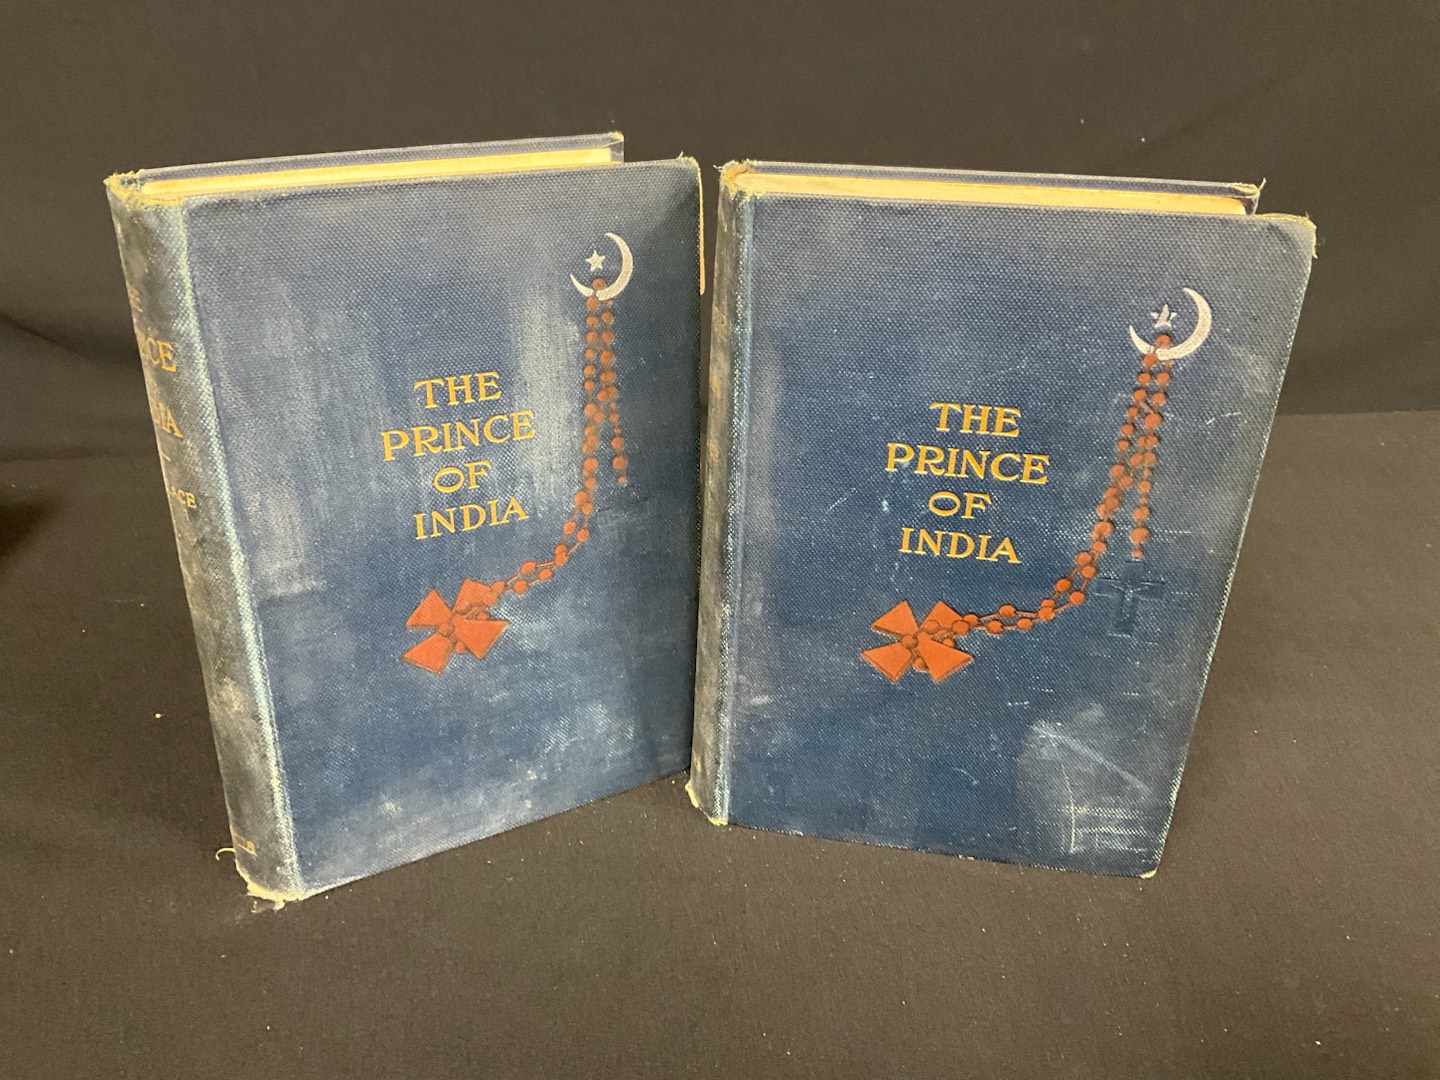 THE
PRINCE
OF
INDIA
THE
PRINCE
OF
INDIA